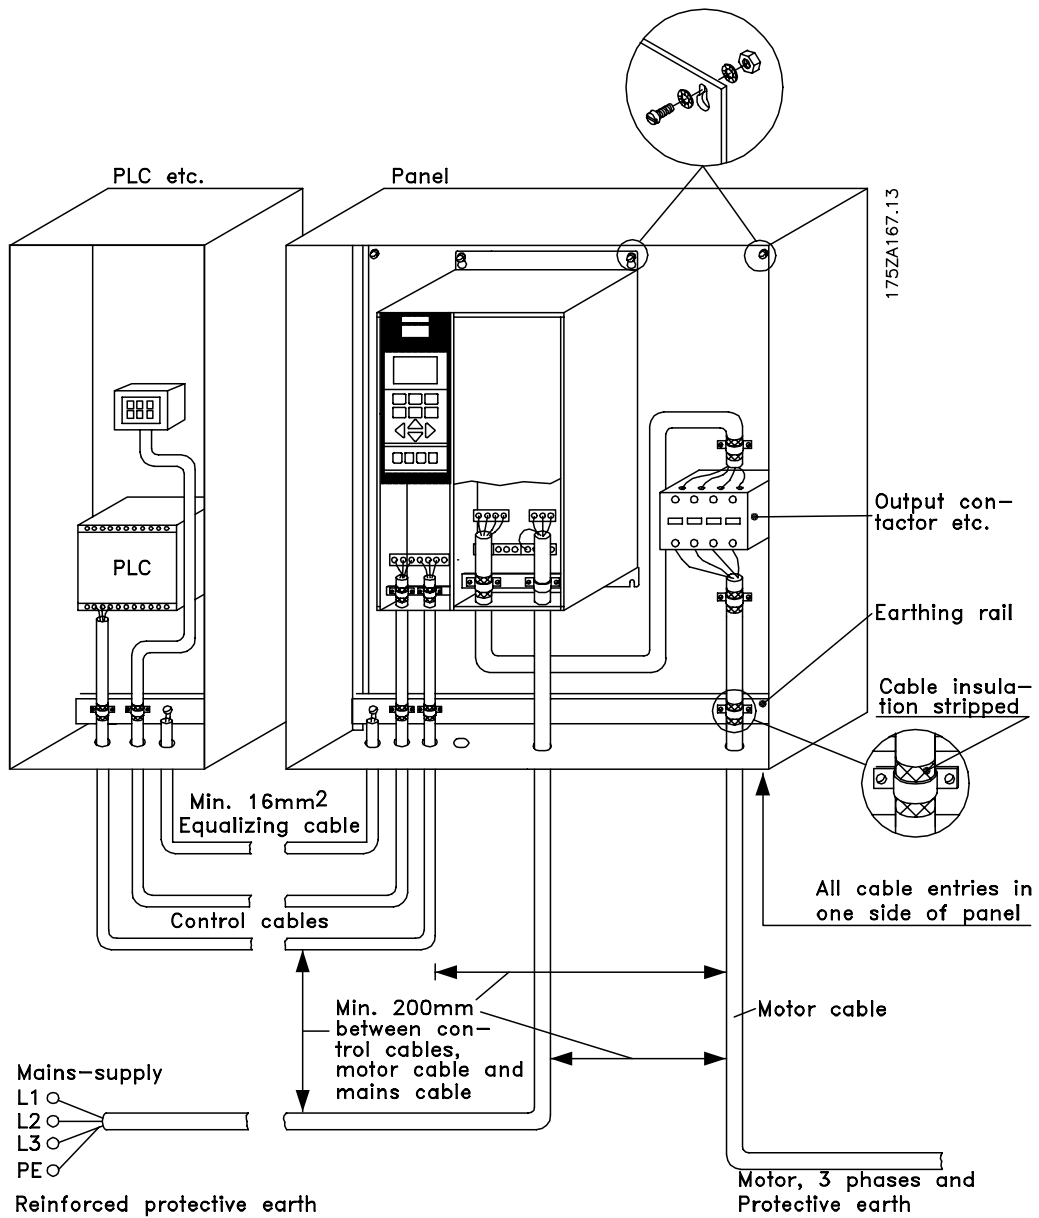 PLC etc.
Panel
175ZA167.13
PLC
Output con-
tactor etc.
Earthing rail
Cable insula-
tion stripped
Min. 16mm2
Equalizing cable
All cable entries in
one side of panel
Control cables
Min. 200mm
between con-
trol cables,
motor cable and
mains cable
Motor cable
Mains-supply
L1
L2
L3
PE
Reinforced protective earth
Motor, 3 phases and
Protective earth